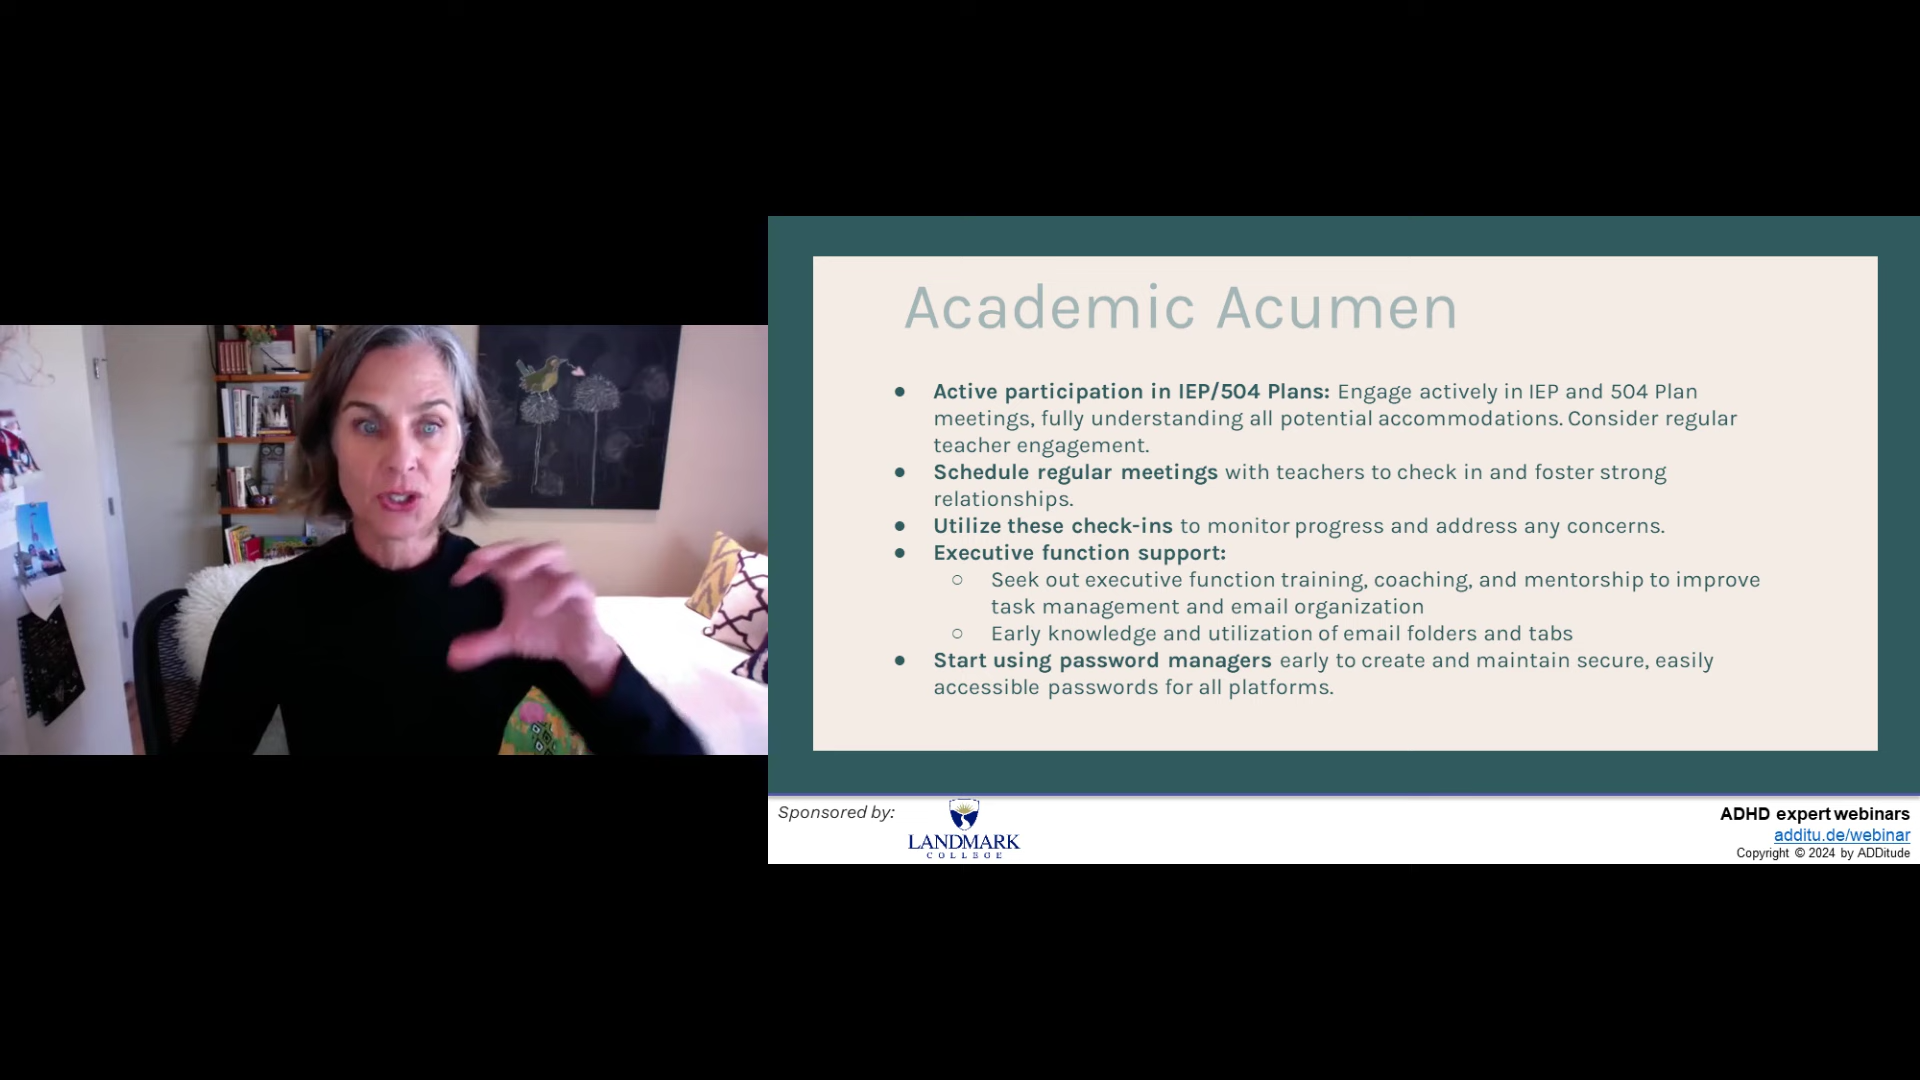 Academic Acumen
● Active participation in IEP/504 Plans: Engage actively in IEP and 504 Plan
meetings, fully understanding all potential accommodations. Consider regular
teacher engagement.
● Schedule regular meetings with teachers to check in and foster strong
relationships.
● Utilize these check-ins to monitor progress and address any concerns.
● Executive function support:
○ Seek out executive function training, coaching, and mentorship to improve
task management and email organization
○ Early knowledge and utilization of email folders and tabs
● Start using password managers early to create and maintain secure, easily
accessible passwords for all platforms.
Sponsored by:
LANDMARK
COLLEGE
ADHD expert webinars
additu.de/webinar
Copyright © 2024 by ADDitude